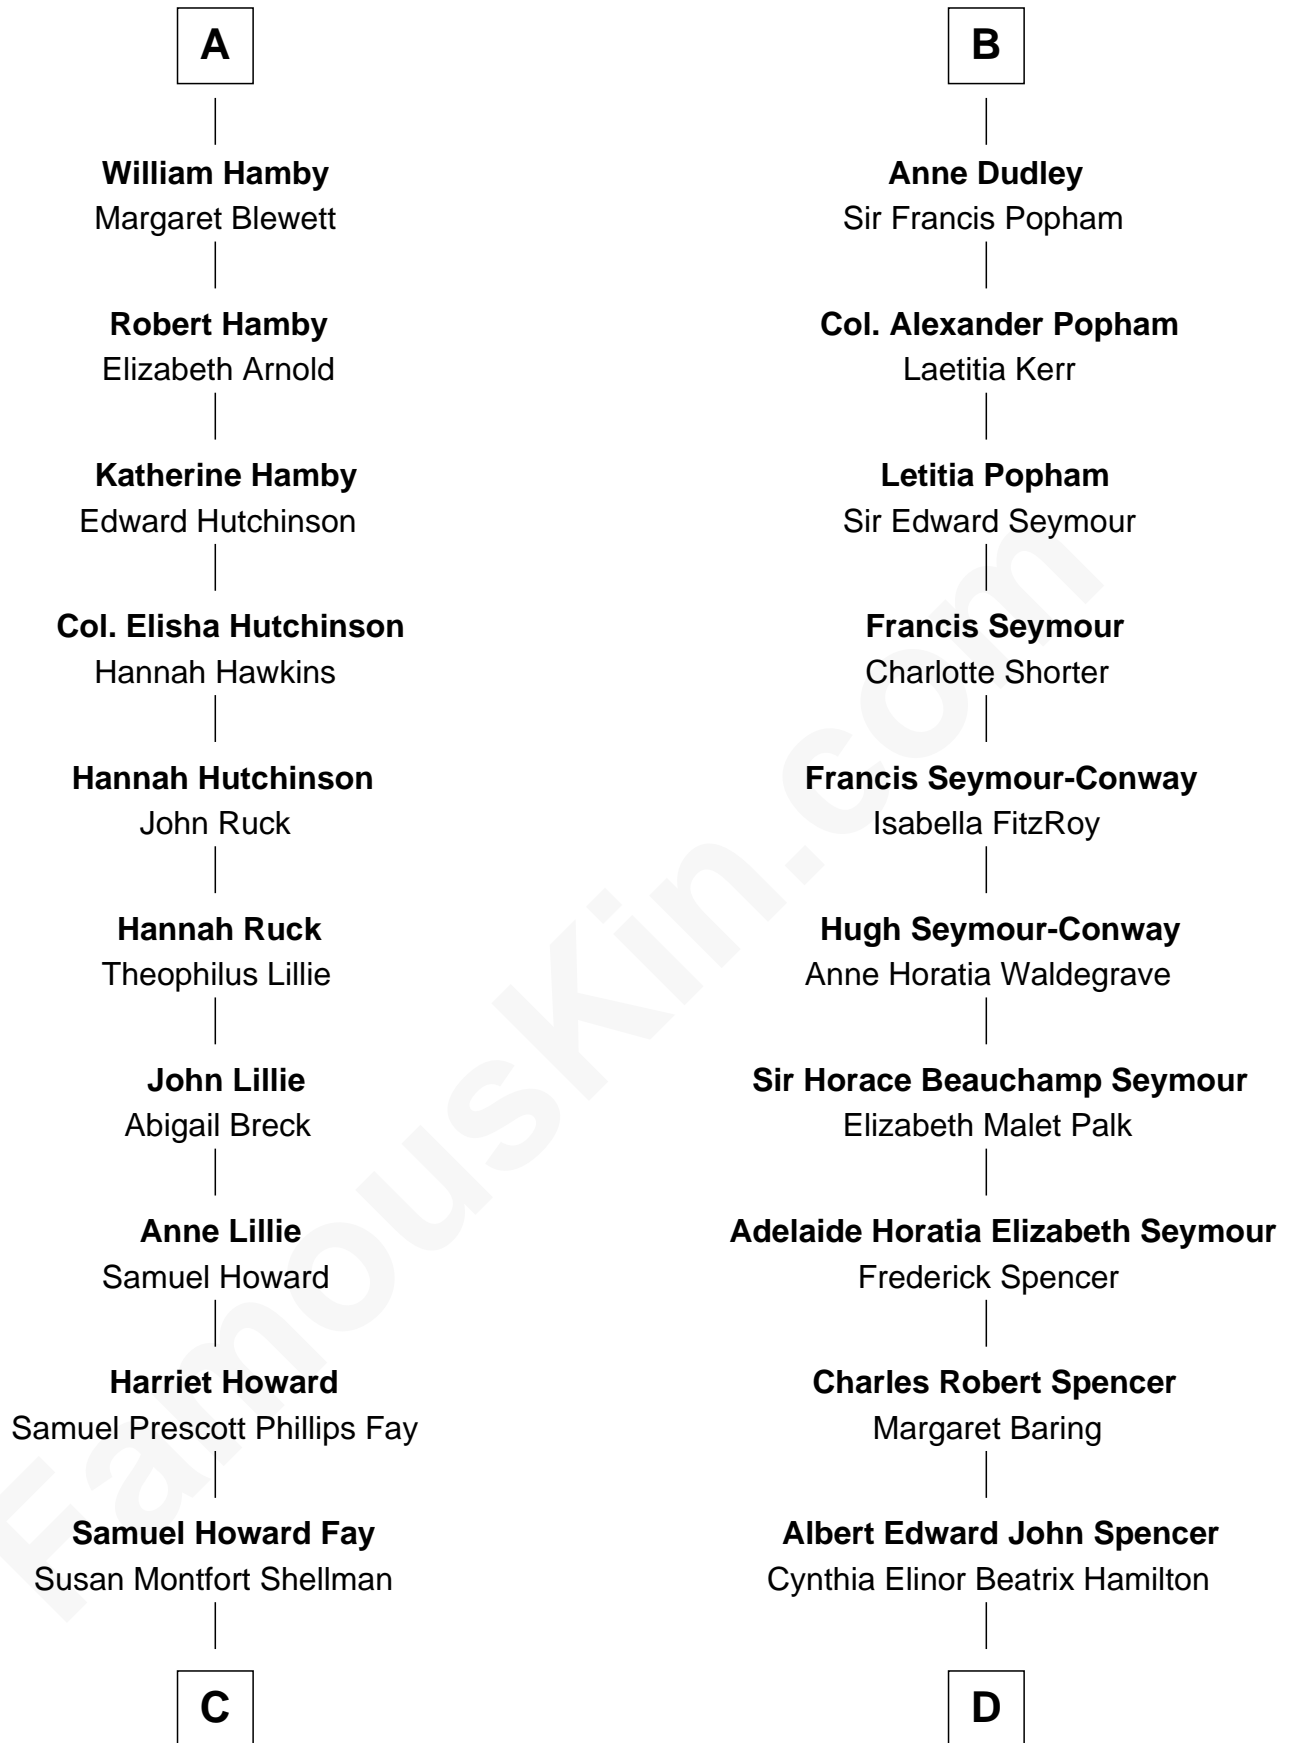 A
William Hamby
Margaret Blewett
Robert Hamby
Elizabeth Arnold
Katherine Hamby
Edward Hutchinson
Col. Elisha Hutchinson
Hannah Hawkins
Hannah Hutchinson
John Ruck
Hannah Ruck
Theophilus Lillie
John Lillie
Abigail Breck
Anne Lillie
Samuel Howard
Harriet Howard
Samuel Prescott Phillips Fay
Samuel Howard Fay
Susan Montfort Shellman
C
B
Anne Dudley
Sir Francis Popham
Col. Alexander Popham
Laetitia Kerr
Letitia Popham
Sir Edward Seymour
Francis Seymour
Charlotte Shorter
Francis Seymour-Conway
Isabella FitzRoy
Hugh Seymour-Conway
Anne Horatia Waldegrave
Sir Horace Beauchamp Seymour
Elizabeth Malet Palk
Adelaide Horatia Elizabeth Seymour
Frederick Spencer
Charles Robert Spencer
Margaret Baring
Albert Edward John Spencer
Cynthia Elinor Beatrix Hamilton
D
FamousKin.com